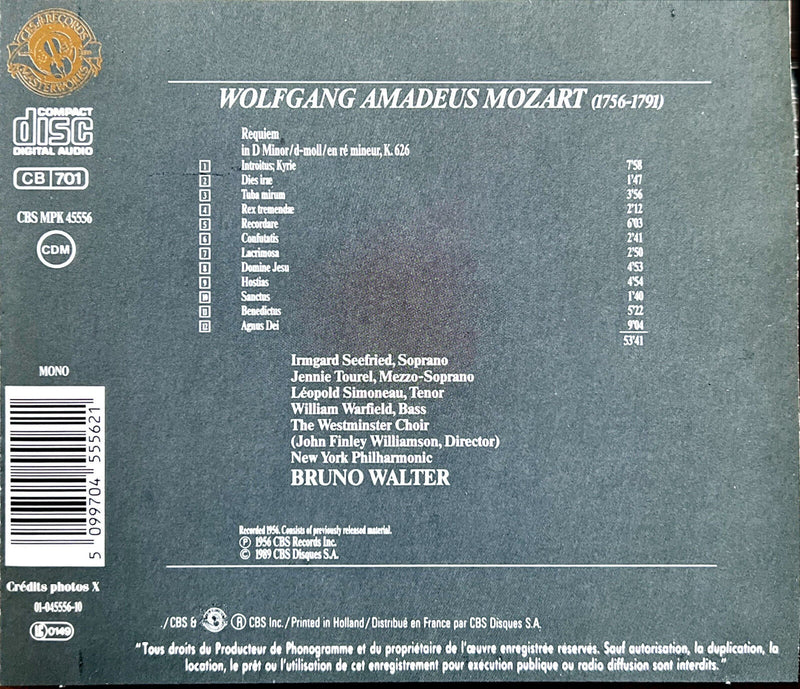 CBS RECORDS
MASTERWORKS
COMPACT
disc
DIGITAL AUDIO
CB 701
CBS MPK 45556
CDM
MONO
5 099704 555621
Crédits photos X
01-045556-10
0149
WOLFGANG AMADEUS MOZART (1756-1791)
Requiem
in D Minor/d-moll/en ré mineur, K. 626
1 Introitus; Kyrie 7'58
2 Dies iræ 1'47
3 Tuba mirum 3'56
4 Rex tremendæ 2'12
5 Recordare 6'03
6 Confutatis 2'41
7 Lacrimosa 2'50
8 Domine Jesu 4'53
9 Hostias 4'54
10 Sanctus 1'40
11 Benedictus 5'22
12 Agnus Dei 9'04
53'41
Irmgard Seefried, Soprano
Jennie Tourel, Mezzo-Soprano
Léopold Simoneau, Tenor
William Warfield, Bass
The Westminster Choir
(John Finley Williamson, Director)
New York Philharmonic
BRUNO WALTER
Recorded 1956. Consists of previously released material.
℗ 1956 CBS Records Inc.
© 1989 CBS Disques S.A.
./CBS & ® CBS Inc./Printed in Holland/Distribué en France par CBS Disques S.A.
"Tous droits du Producteur de Phonogramme et du propriétaire de l'œuvre enregistrée réservés. Sauf autorisation, la duplication, la
location, le prêt ou l'utilisation de cet enregistrement pour exécution publique ou radio diffusion sont interdits."